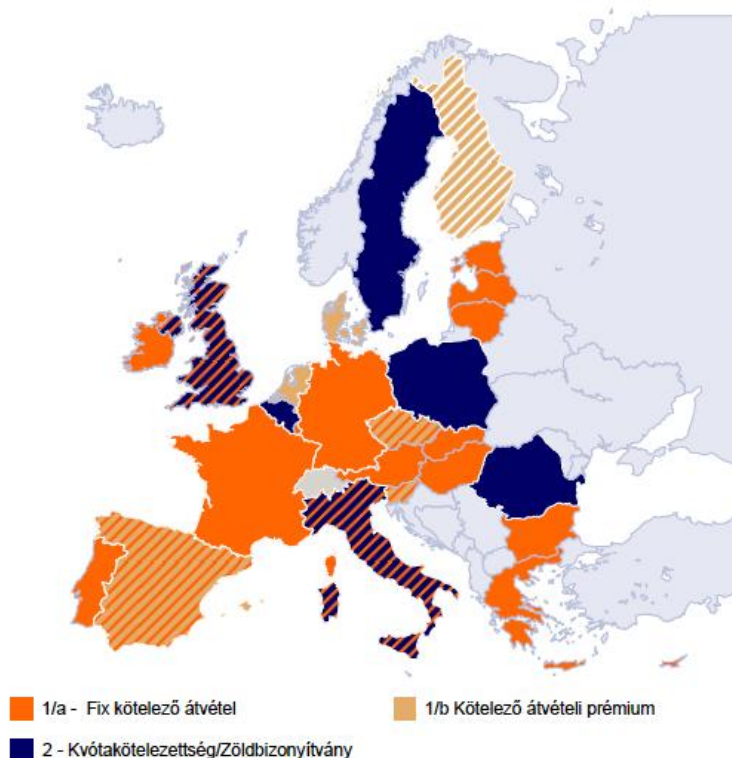 1/a - Fix kötelező átvétel
1/b Kötelező átvételi prémium
2 - Kvótakötelezettség/Zöldbizonyítvány